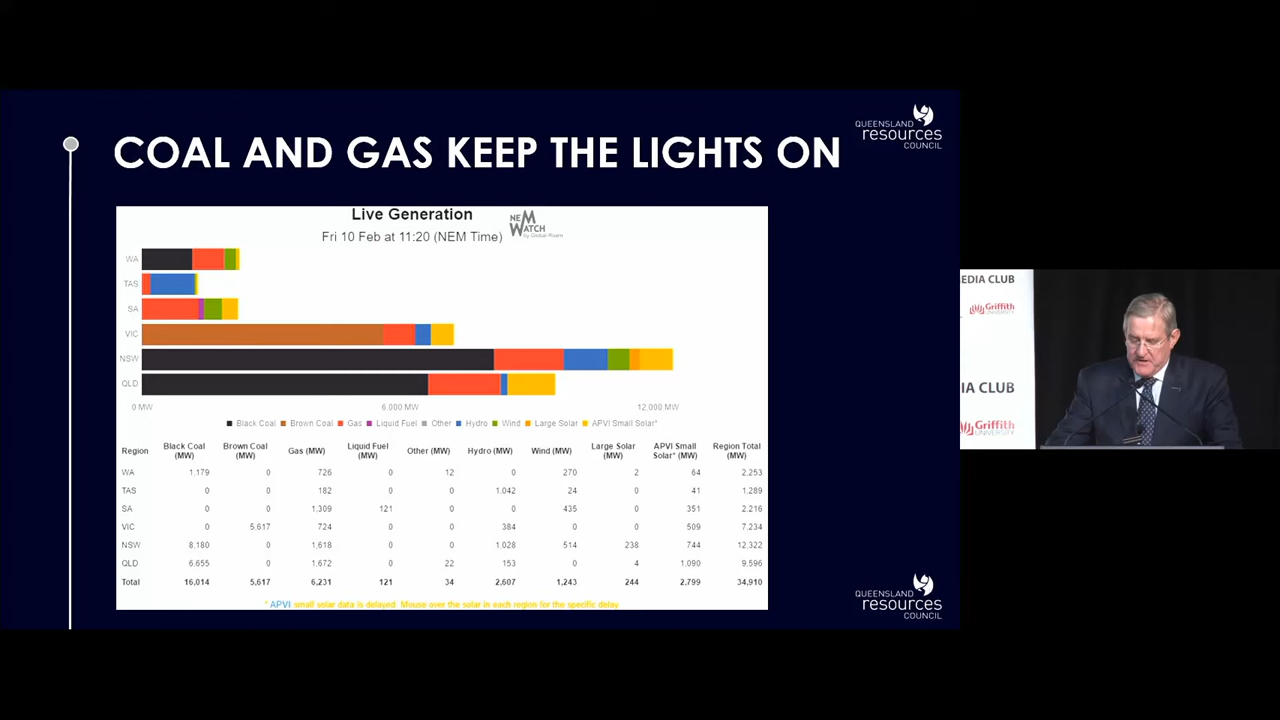 COAL AND GAS KEEP THE LIGHTS ON
QUEENSLAND
resources
COUNCIL
Live Generation
NEM
WATCH
by Global-Roam
Fri 10 Feb at 11:20 (NEM Time)
WA
TAS
SA
VIC
NSW
QLD
0 MW 6,000 MW 12,000 MW
Black Coal Brown Coal Gas Liquid Fuel Other Hydro Wind Large Solar APVI Small Solar*
Region Black Coal (MW) Brown Coal (MW) Gas (MW) Liquid Fuel (MW) Other (MW) Hydro (MW) Wind (MW) Large Solar (MW) APVI Small Solar* (MW) Region Total (MW)
WA 1,179 0 726 0 12 0 270 2 64 2,253
TAS 0 0 182 0 0 1,042 24 0 41 1,289
SA 0 0 1,309 121 0 0 435 0 351 2,216
VIC 0 5,617 724 0 0 384 0 0 509 7,234
NSW 8,180 0 1,618 0 0 1,028 514 238 744 12,322
QLD 6,655 0 1,672 0 22 153 0 4 1,090 9,596
Total 16,014 5,617 6,231 121 34 2,607 1,243 244 2,799 34,910
* APVI small solar data is delayed. Mouse over the solar in each region for the specific delay
QUEENSLAND
resources
COUNCIL
EDIA CLUB
Griffith
UNIVERSITY
DIA CLUB
Griffith
UNIVERSITY